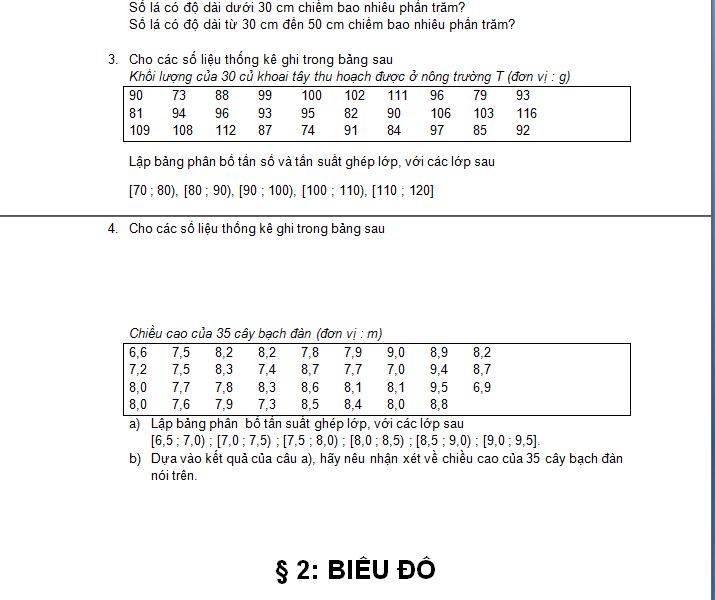 Số lá có độ dài dưới 30 cm chiếm bao nhiêu phần trăm?
Số lá có độ dài từ 30 cm đến 50 cm chiếm bao nhiêu phần trăm?
3. Cho các số liệu thống kê ghi trong bảng sau
Khối lượng của 30 củ khoai tây thu hoạch được ở nông trường T (đơn vị : g)
90 73 88 99 100 102 111 96 79 93
81 94 96 93 95 82 90 106 103 116
109 108 112 87 74 91 84 97 85 92
Lập bảng phân bố tần số và tần suất ghép lớp, với các lớp sau
[70 ; 80), [80 ; 90), [90 ; 100), [100 ; 110), [110 ; 120]
4. Cho các số liệu thống kê ghi trong bảng sau
Chiều cao của 35 cây bạch đàn (đơn vị : m)
6,6 7,5 8,2 8,2 7,8 7,9 9,0 8,9 8,2
7,2 7,5 8,3 7,4 8,7 7,7 7,0 9,4 8,7
8,0 7,7 7,8 8,3 8,6 8,1 8,1 9,5 6,9
8,0 7,6 7,9 7,3 8,5 8,4 8,0 8,8
a) Lập bảng phân bố tần suất ghép lớp, với các lớp sau
[6,5 ; 7,0) ; [7,0 ; 7,5) ; [7,5 ; 8,0) ; [8,0 ; 8,5) ; [8,5 ; 9,0) ; [9,0 ; 9,5].
b) Dựa vào kết quả của câu a), hãy nêu nhận xét về chiều cao của 35 cây bạch đàn
nói trên.
§ 2: BIỂU ĐỒ